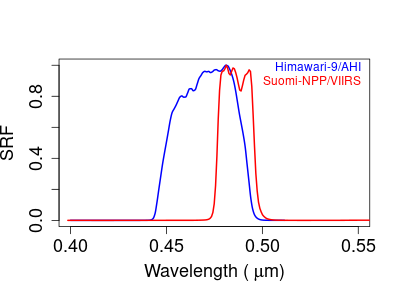 Himawari-9/AHI
Suomi-NPP/VIIRS
SRF
0.8
0.4
0.0
0.40 0.45 0.50 0.55
Wavelength ( μm)